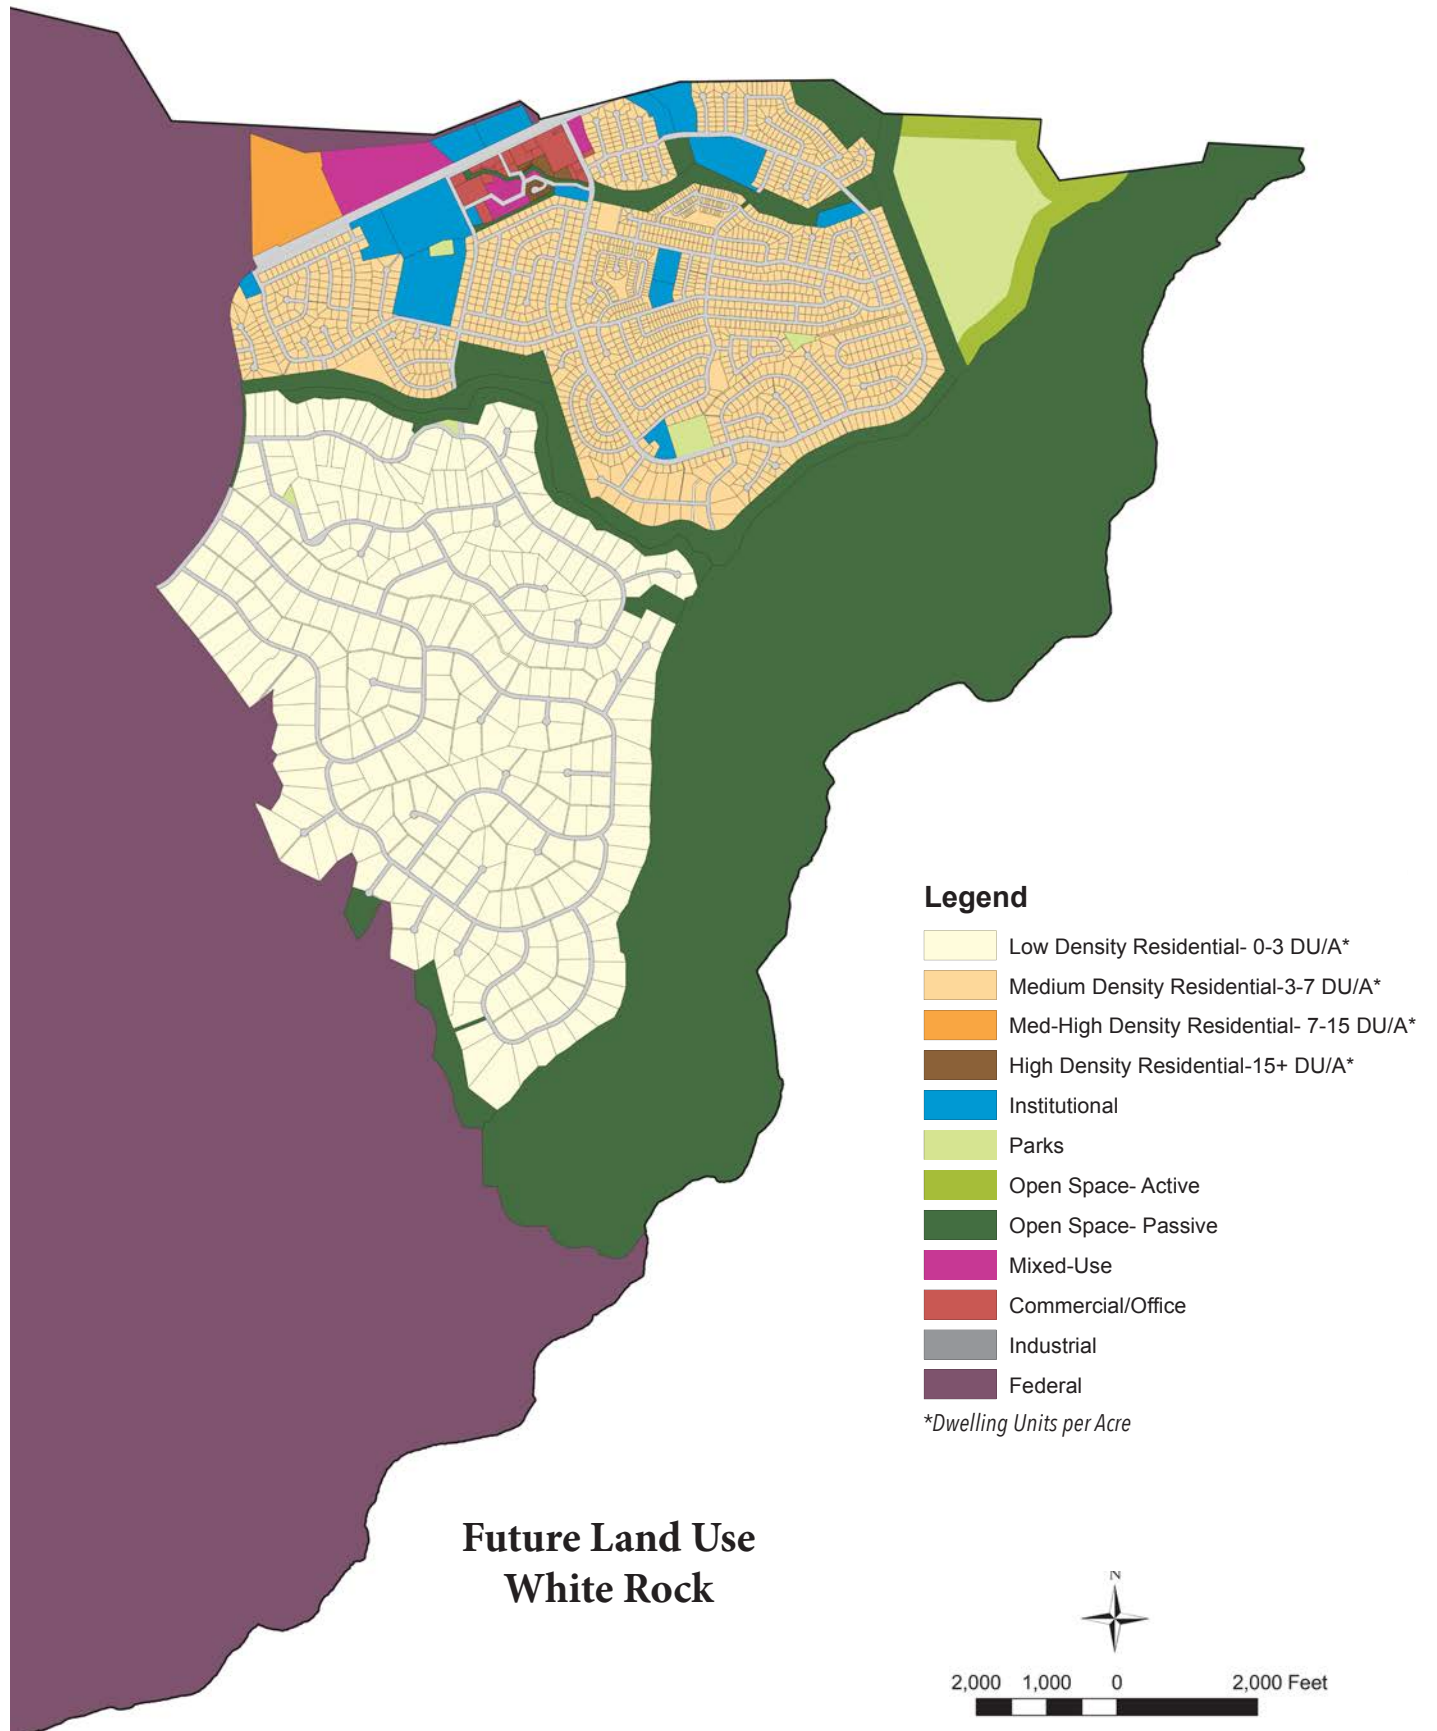 Legend
Low Density Residential- 0-3 DU/A*
Medium Density Residential-3-7 DU/A*
Med-High Density Residential- 7-15 DU/A*
High Density Residential-15+ DU/A*
Institutional
Parks
Open Space- Active
Open Space- Passive
Mixed-Use
Commercial/Office
Industrial
Federal
*Dwelling Units per Acre
Future Land Use
White Rock
N
2,000 1,000 0 2,000 Feet